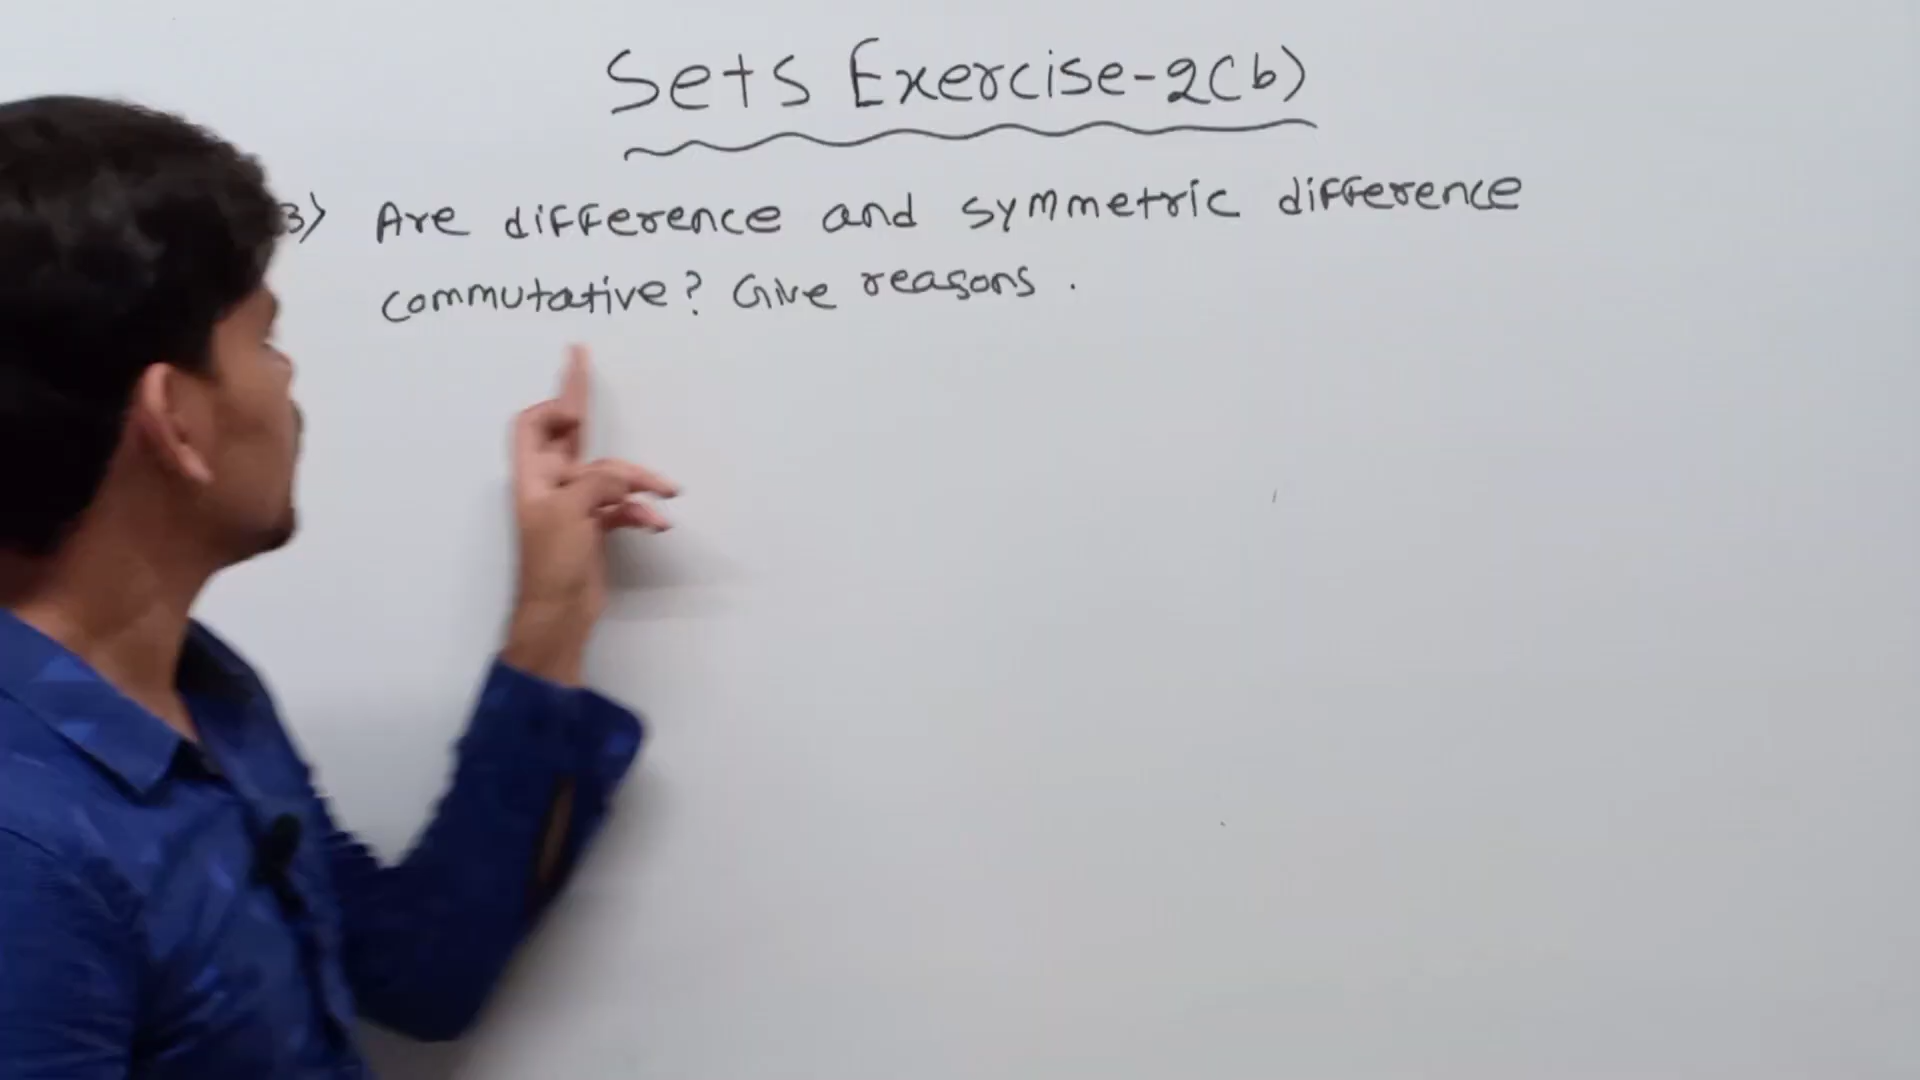 Sets Exercise-2(b)
3) Are difference and symmetric difference
commutative? Give reasons.